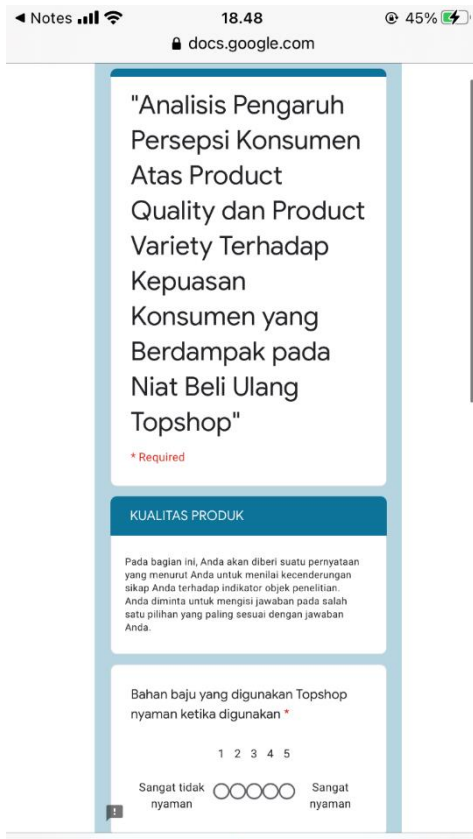 Notes
18.48
45%
docs.google.com
"Analisis Pengaruh
Persepsi Konsumen
Atas Product
Quality dan Product
Variety Terhadap
Kepuasan
Konsumen yang
Berdampak pada
Niat Beli Ulang
Topshop"
* Required
KUALITAS PRODUK
Pada bagian ini, Anda akan diberi suatu pernyataan
yang menurut Anda untuk menilai kecenderungan
sikap Anda terhadap indikator objek penelitian.
Anda diminta untuk mengisi jawaban pada salah
satu pilihan yang paling sesuai dengan jawaban
Anda.
Bahan baju yang digunakan Topshop
nyaman ketika digunakan *
1 2 3 4 5
Sangat tidak
nyaman
Sangat
nyaman